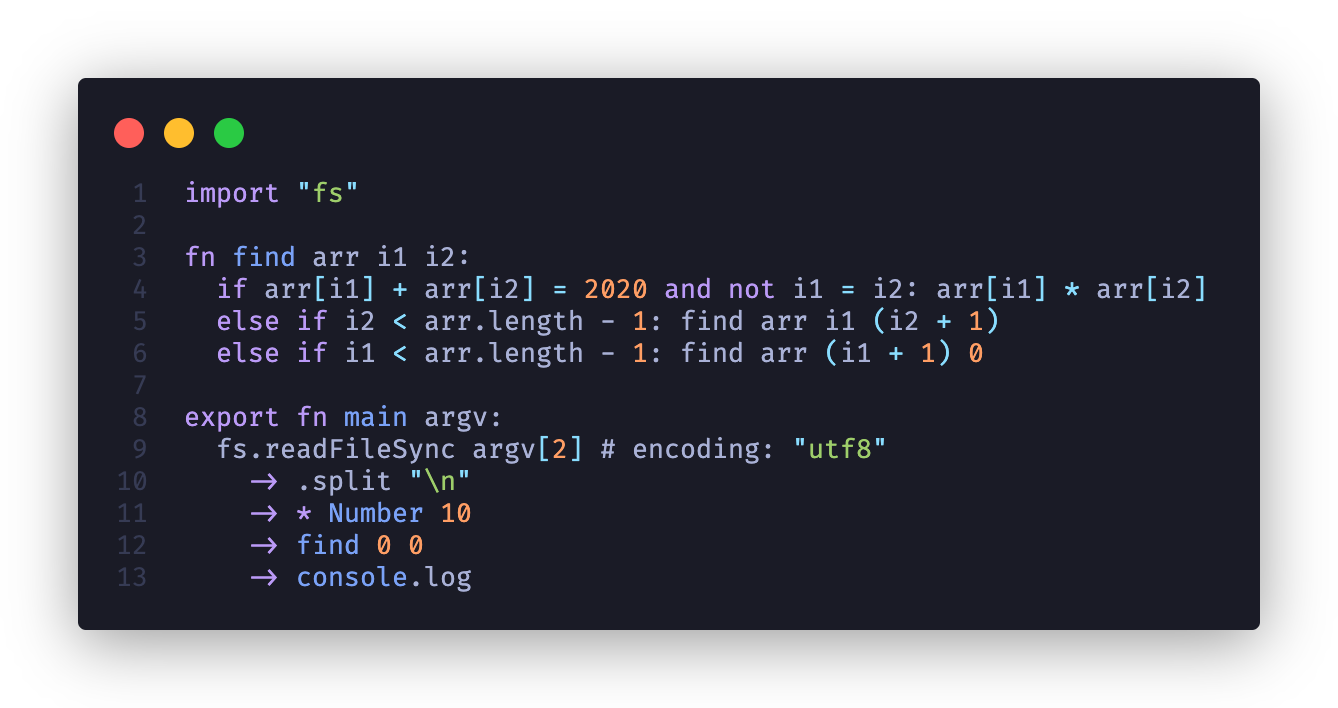 1 import "fs"
2
3 fn find arr i1 i2:
4   if arr[i1] + arr[i2] = 2020 and not i1 = i2: arr[i1] * arr[i2]
5   else if i2 < arr.length - 1: find arr i1 (i2 + 1)
6   else if i1 < arr.length - 1: find arr (i1 + 1) 0
7
8 export fn main argv:
9   fs.readFileSync argv[2] # encoding: "utf8"
10     → .split "\n"
11     → * Number 10
12     → find 0 0
13     → console.log